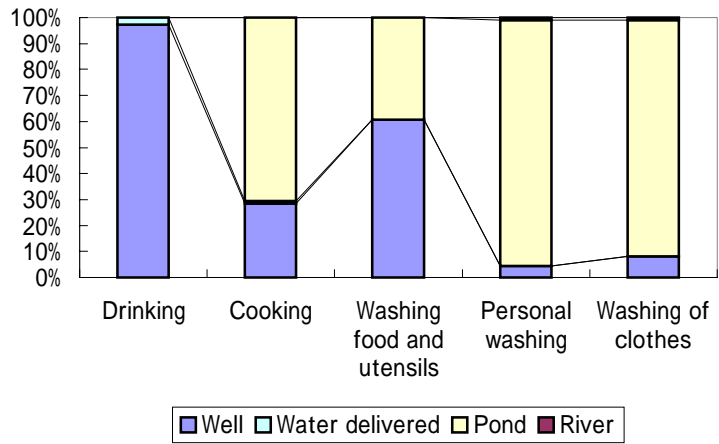 100%
90%
80%
70%
60%
50%
40%
30%
20%
10%
0%
Drinking
Cooking
Washing
food and
utensils
Personal
washing
Washing of
clothes
Well
Water delivered
Pond
River